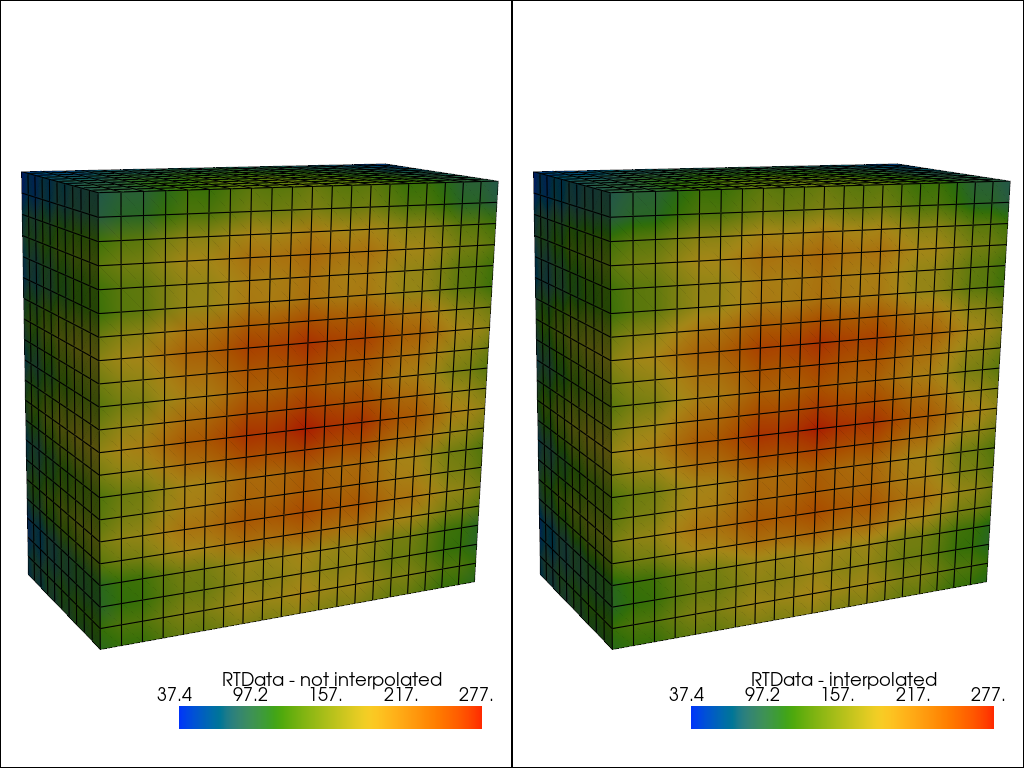 RTData - not interpolated
37.4 97.2 157. 217. 277.
RTData - interpolated
37.4 97.2 157. 217. 277.